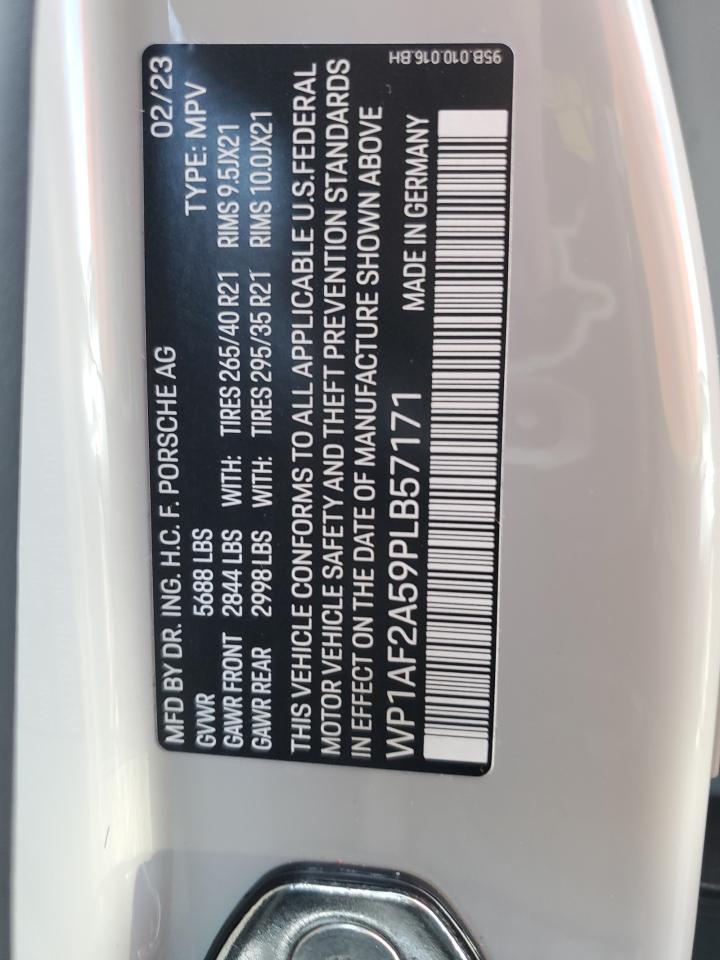 MFD BY DR. ING. H.C. F. PORSCHE AG 02/23
GVWR 5688 LBS TYPE: MPV
GAWR FRONT 2844 LBS WITH: TIRES 265/40 R21 RIMS 9.5JX21
GAWR REAR 2998 LBS WITH: TIRES 295/35 R21 RIMS 10.0JX21
THIS VEHICLE CONFORMS TO ALL APPLICABLE U.S.FEDERAL
MOTOR VEHICLE SAFETY AND THEFT PREVENTION STANDARDS
IN EFFECT ON THE DATE OF MANUFACTURE SHOWN ABOVE
WP1AF2A59PLB57171 MADE IN GERMANY
95B.010.016.BH